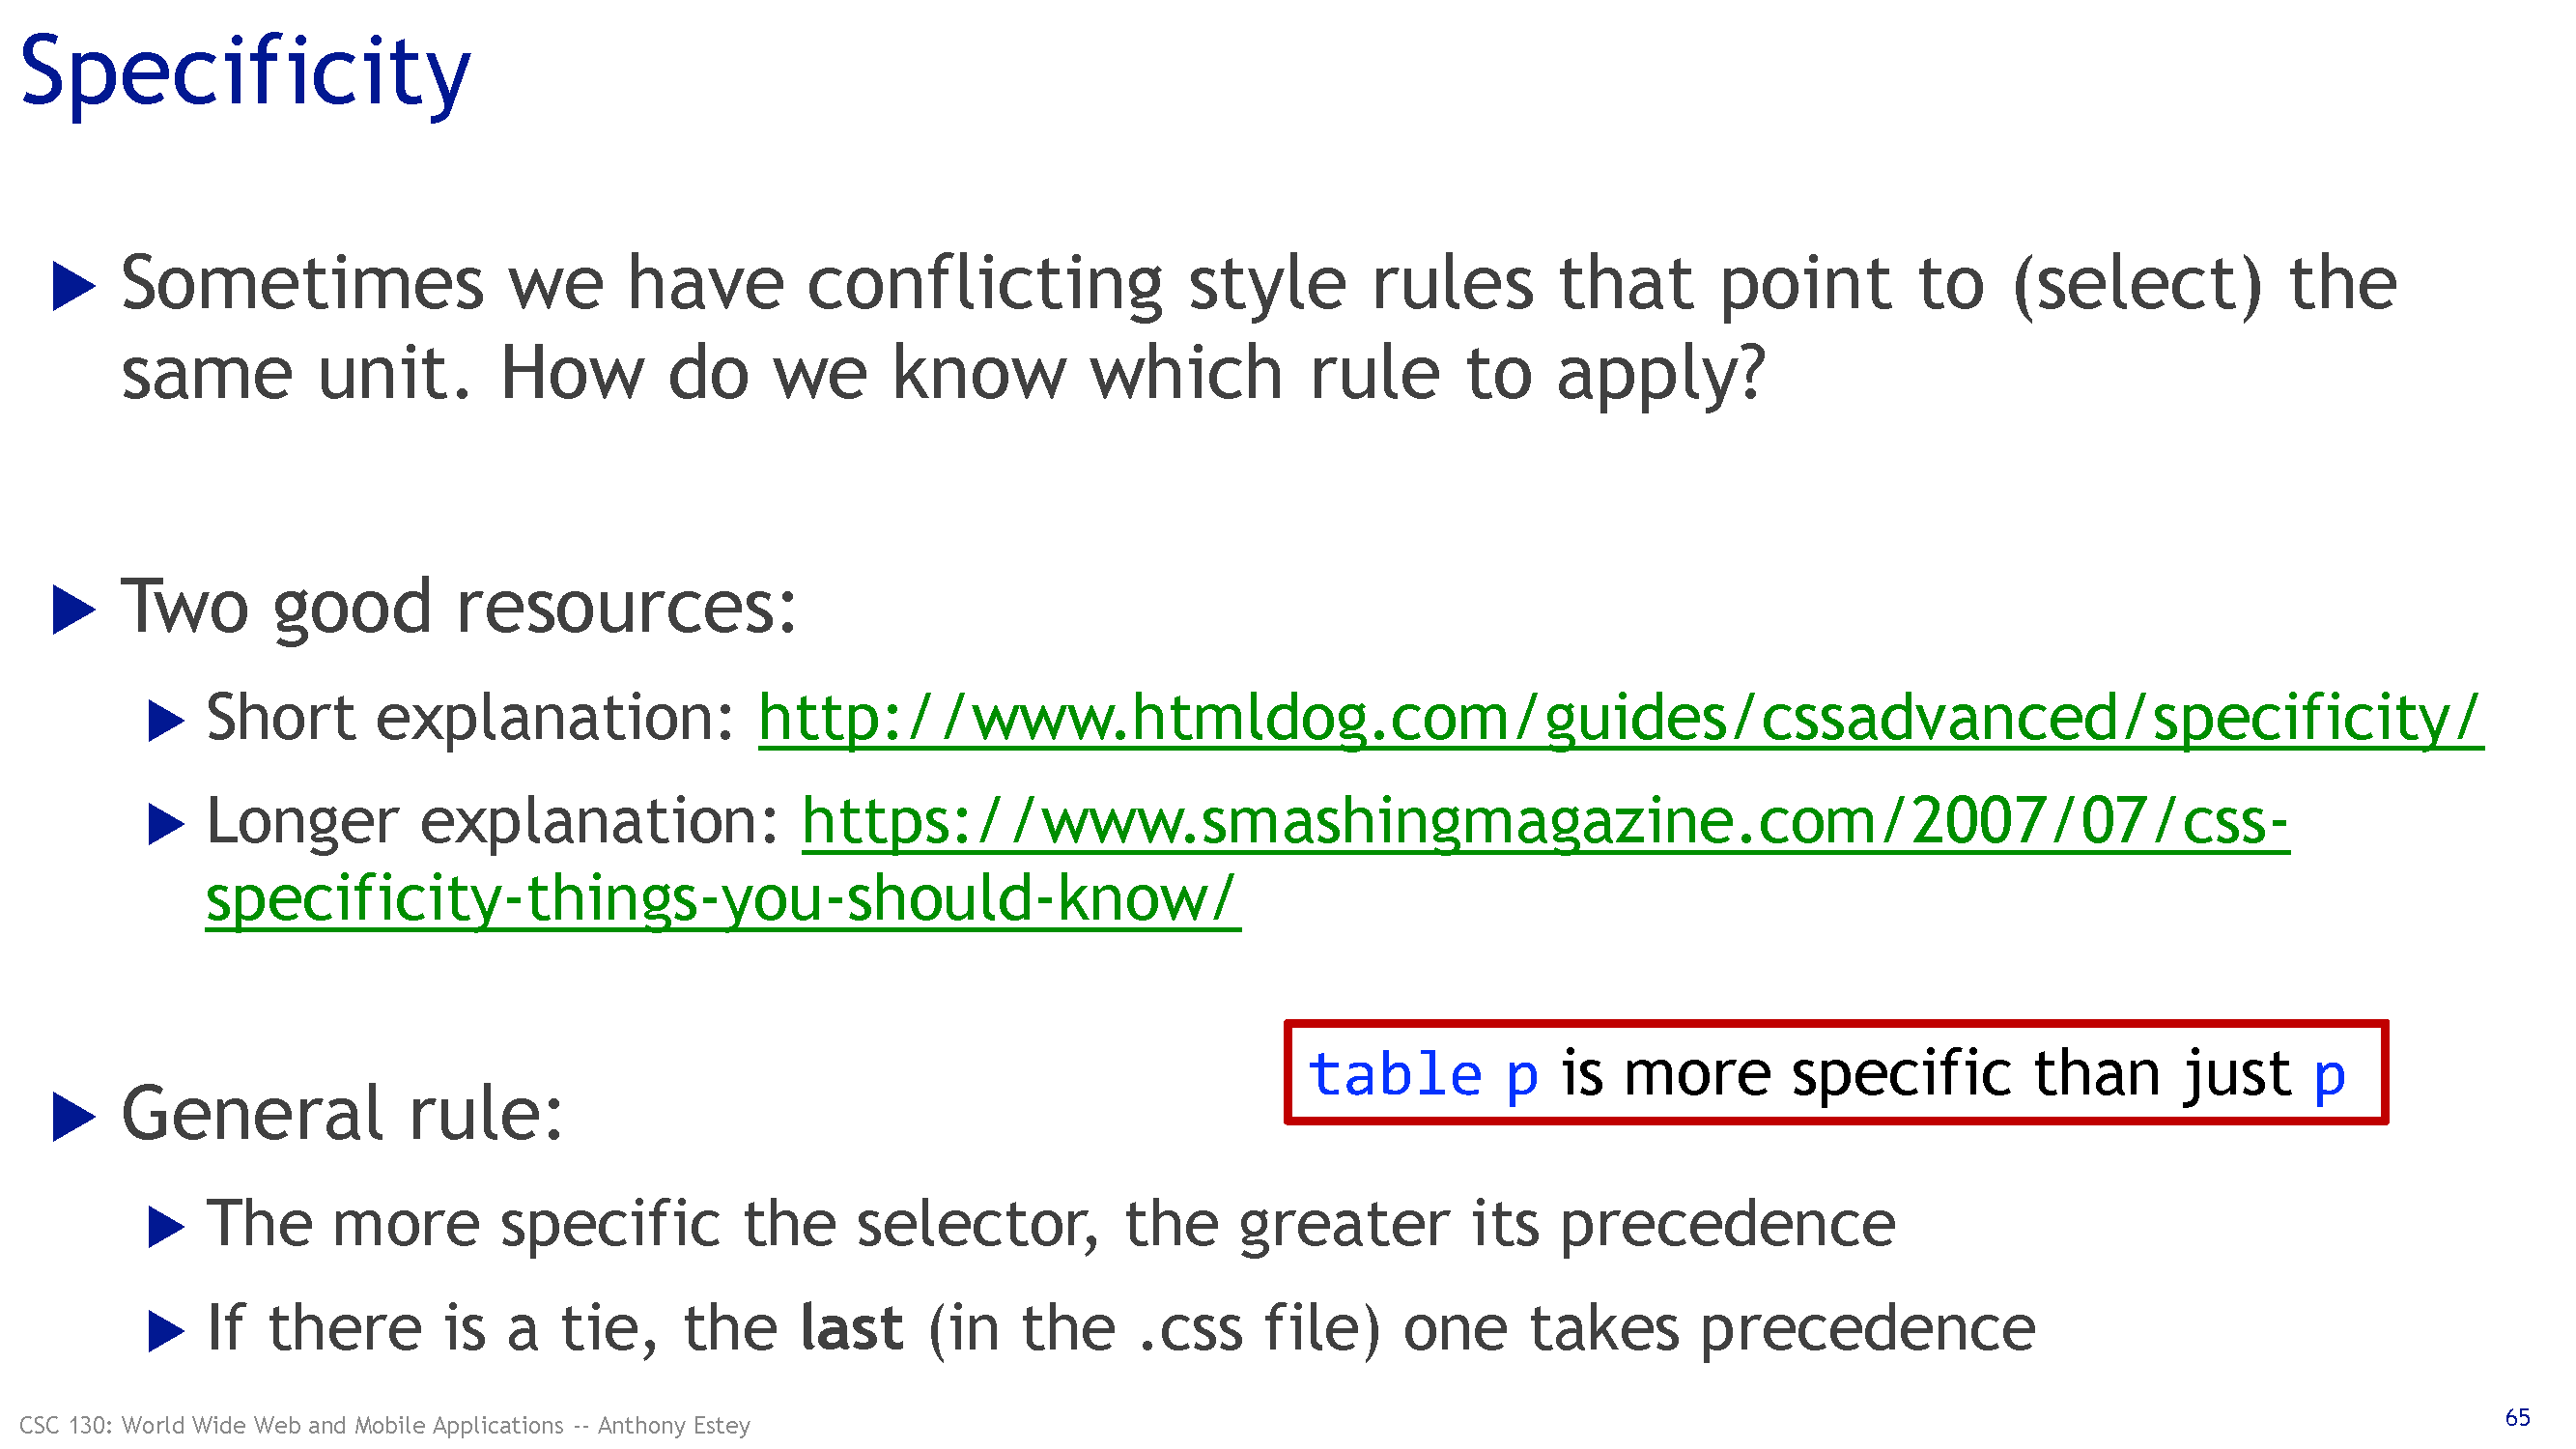 Specificity
Sometimes we have conflicting style rules that point to (select) the
same unit. How do we know which rule to apply?
Two good resources:
Short explanation: http://www.htmldog.com/guides/cssadvanced/specificity/
Longer explanation: https://www.smashingmagazine.com/2007/07/css-
specificity-things-you-should-know/
table p is more specific than just p
General rule:
The more specific the selector, the greater its precedence
If there is a tie, the last (in the .css file) one takes precedence
CSC 130: World Wide Web and Mobile Applications -- Anthony Estey
65